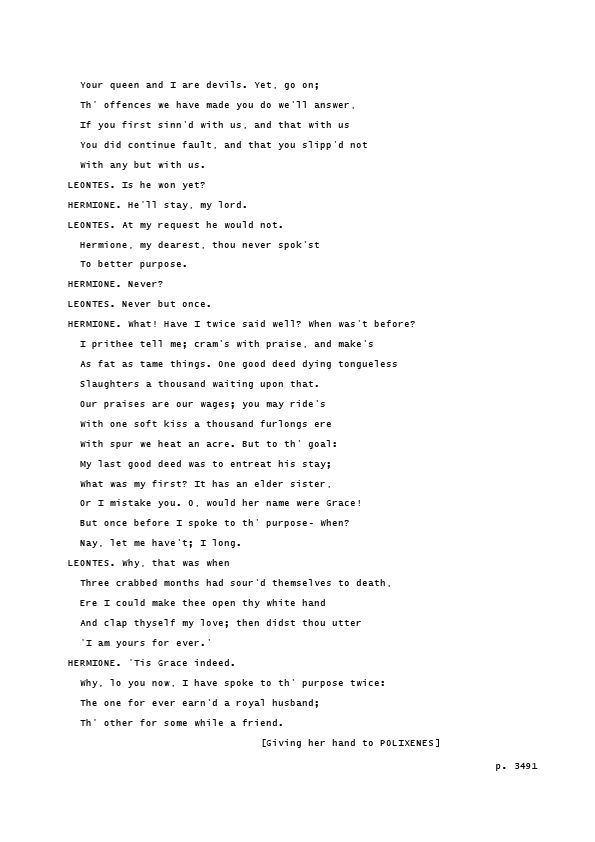 Your queen and I are devils. Yet, go on;
Th' offences we have made you do we'll answer,
If you first sinn'd with us, and that with us
You did continue fault, and that you slipp'd not
With any but with us.
LEONTES. Is he won yet?
HERMIONE. He'll stay, my lord.
LEONTES. At my request he would not.
Hermione, my dearest, thou never spok'st
To better purpose.
HERMIONE. Never?
LEONTES. Never but once.
HERMIONE. What! Have I twice said well? When was't before?
I prithee tell me; cram's with praise, and make's
As fat as tame things. One good deed dying tongueless
Slaughters a thousand waiting upon that.
Our praises are our wages; you may ride's
With one soft kiss a thousand furlongs ere
With spur we heat an acre. But to th' goal:
My last good deed was to entreat his stay;
What was my first? It has an elder sister,
Or I mistake you. O, would her name were Grace!
But once before I spoke to th' purpose- When?
Nay, let me have't; I long.
LEONTES. Why, that was when
Three crabbed months had sour'd themselves to death,
Ere I could make thee open thy white hand
And clap thyself my love; then didst thou utter
'I am yours for ever.'
HERMIONE. 'Tis Grace indeed.
Why, lo you now, I have spoke to th' purpose twice:
The one for ever earn'd a royal husband;
Th' other for some while a friend.
[Giving her hand to POLIXENES]
p. 3491